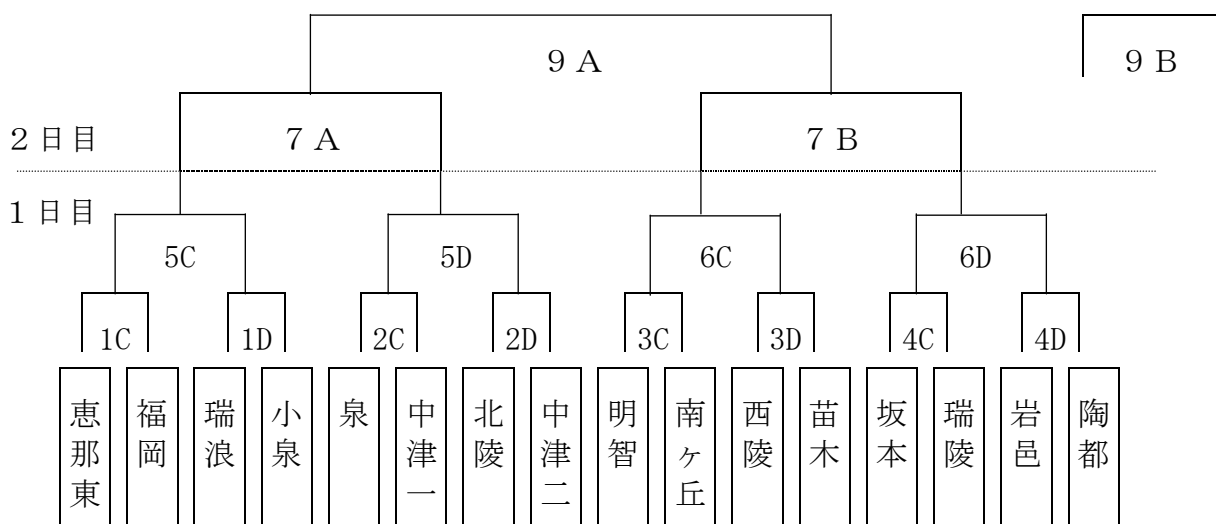 ９Ａ
９Ｂ
２日目
７Ａ
７Ｂ
１日目
5C
5D
6C
6D
1C
1D
2C
2D
3C
3D
4C
4D
恵那東
福岡
瑞浪
小泉
泉
中津一
北陵
中津二
明智
南ヶ丘
西陵
苗木
坂本
瑞陵
岩邑
陶都